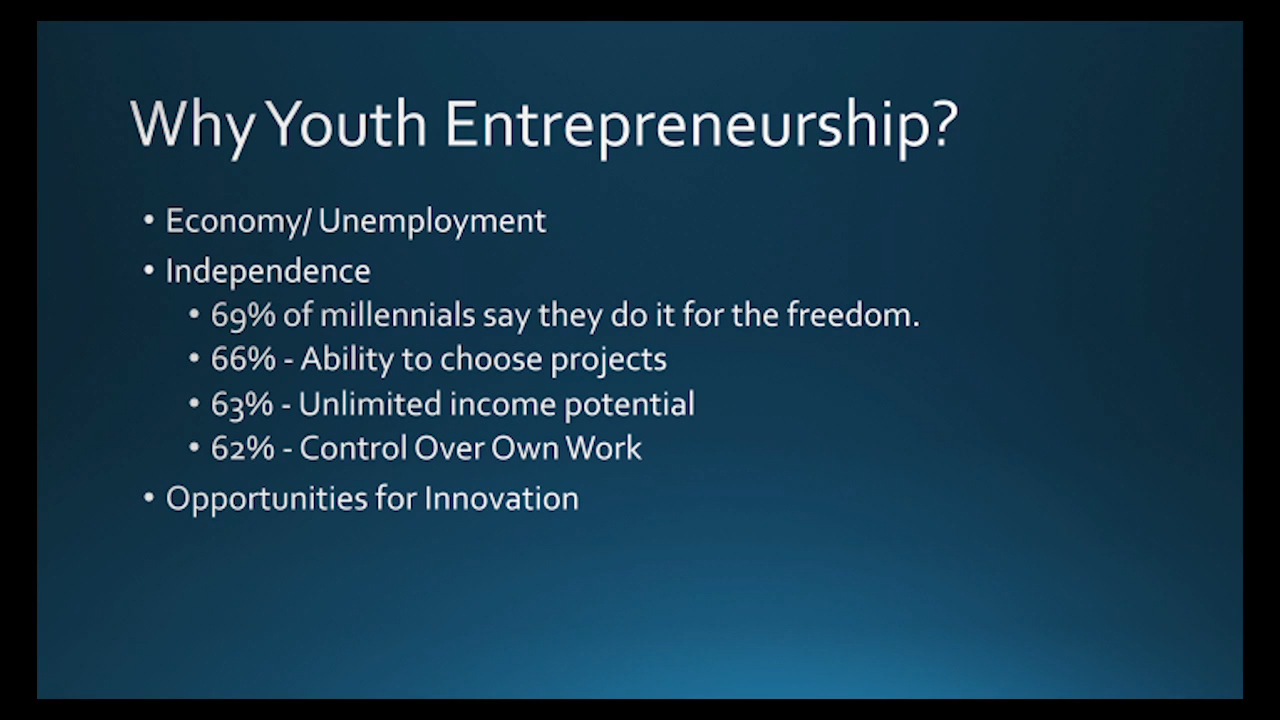 Why Youth Entrepreneurship?
• Economy/ Unemployment
• Independence
• 69% of millennials say they do it for the freedom.
• 66% - Ability to choose projects
• 63% - Unlimited income potential
• 62% - Control Over Own Work
• Opportunities for Innovation